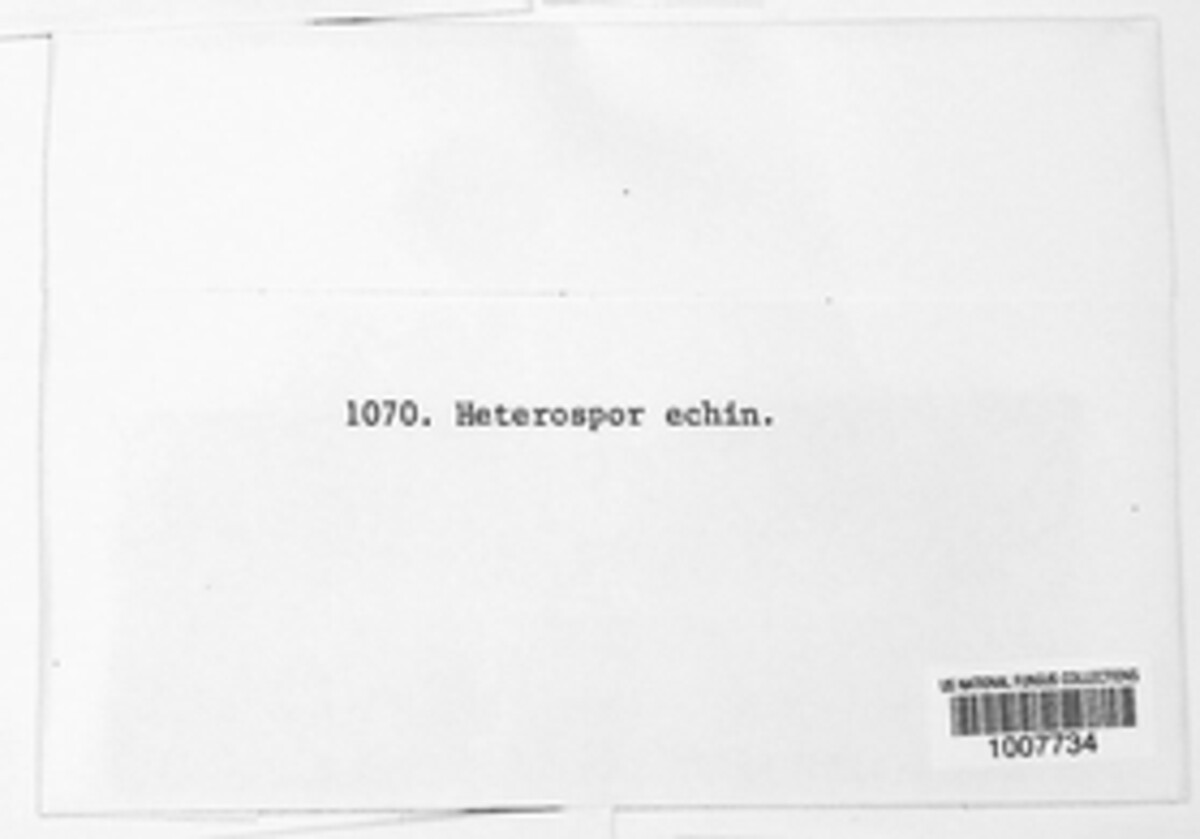 1070. Heterospor echin.
US NATIONAL FUNGUS COLLECTIONS
1007734